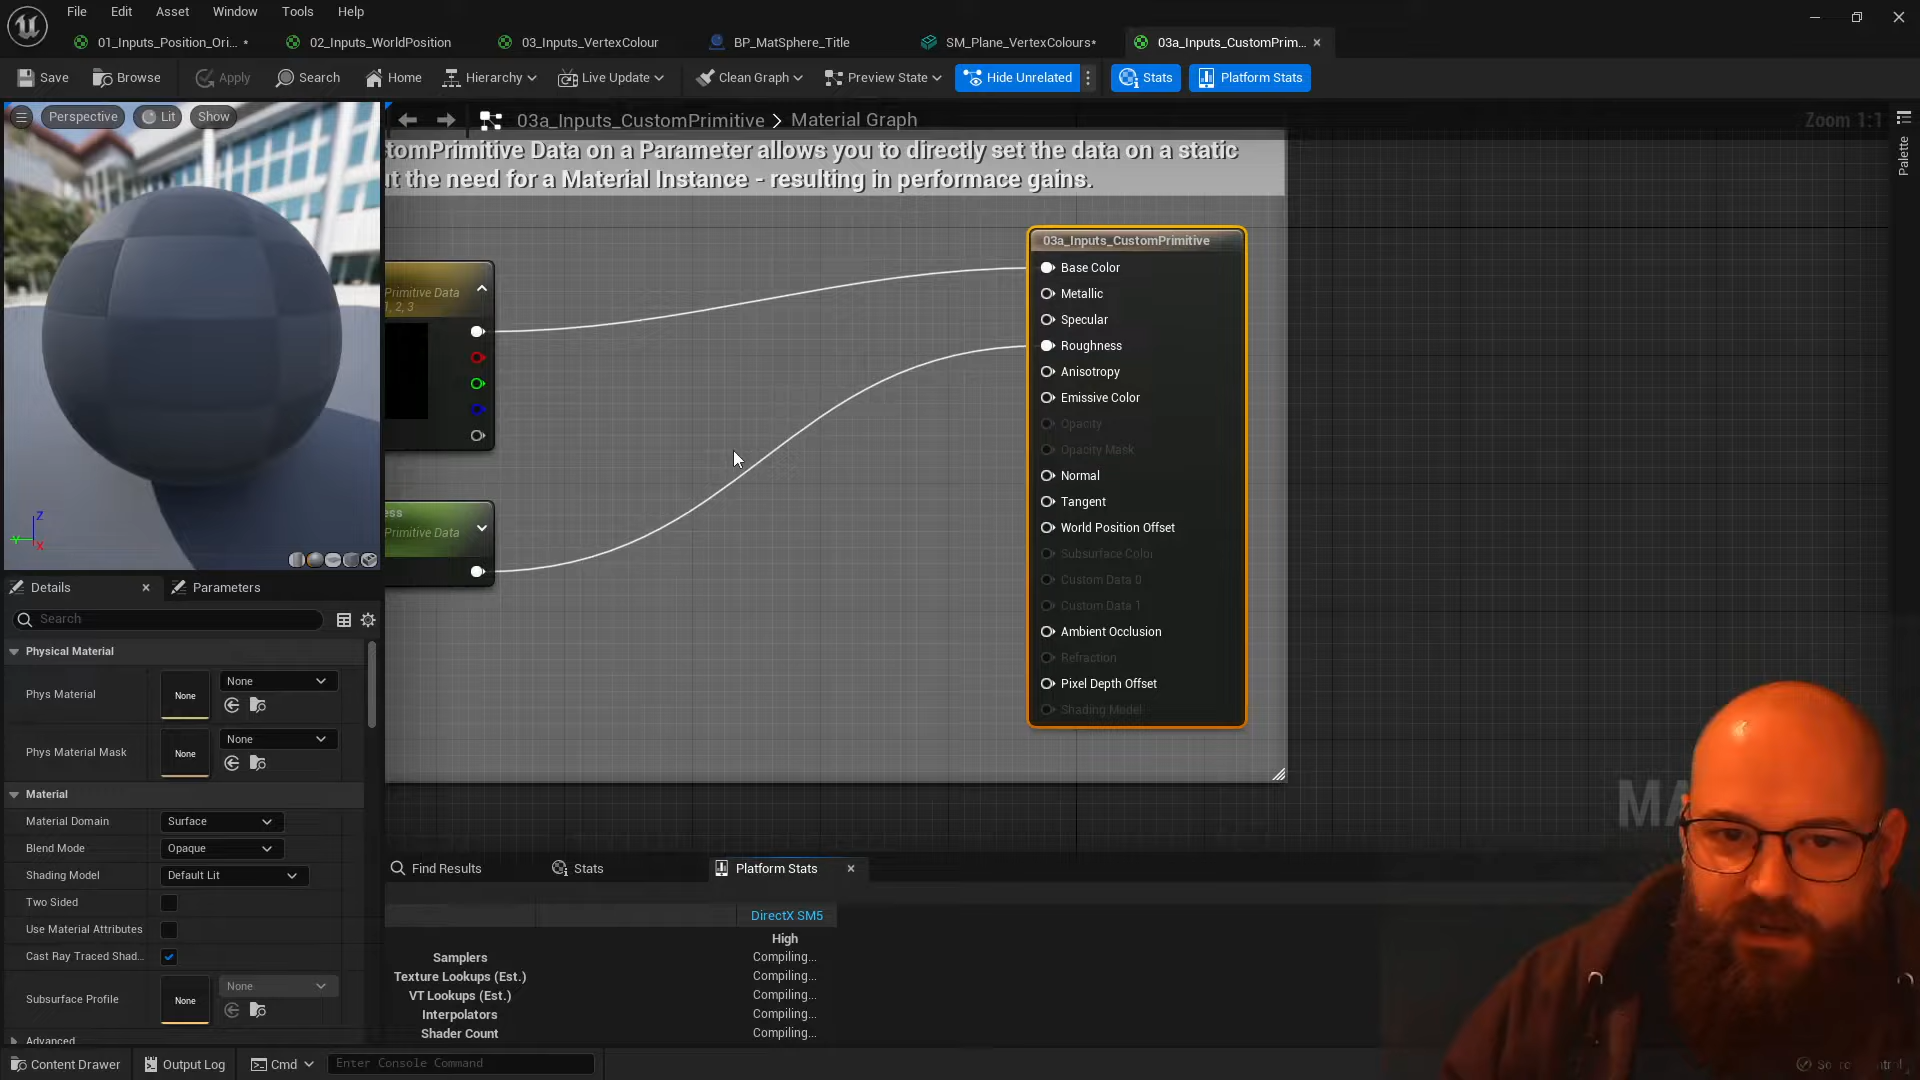 File Edit Asset Window Tools Help
01_Inputs_Position_Ori... * 02_Inputs_WorldPosition 03_Inputs_VertexColour BP_MatSphere_Title SM_Plane_VertexColours* 03a_Inputs_CustomPrim...
Save Browse Apply Search Home Hierarchy Live Update Clean Graph Preview State Hide Unrelated Stats Platform Stats
Perspective Lit Show
03a_Inputs_CustomPrimitive > Material Graph
Zoom 1:1
Palette
tomPrimitive Data on a Parameter allows you to directly set the data on a static
t the need for a Material Instance - resulting in performace gains.
03a_Inputs_CustomPrimitive
Base Color
Primitive Data
1, 2, 3
Metallic
Specular
Roughness
Anisotropy
Emissive Color
Opacity
Opacity Mask
Normal
Tangent
ess
Primitive Data
World Position Offset
Subsurface Color
Custom Data 0
Custom Data 1
Ambient Occlusion
Refraction
Pixel Depth Offset
Shading Model
Z
Y
X
Details Parameters
Search
Physical Material
Phys Material None None
Phys Material Mask None None
Material
Material Domain Surface
Blend Mode Opaque
Shading Model Default Lit
Two Sided
Use Material Attributes
Cast Ray Traced Shad...
Subsurface Profile None None
Advanced
MA
Find Results Stats Platform Stats
DirectX SM5
High
Samplers Compiling...
Texture Lookups (Est.) Compiling...
VT Lookups (Est.) Compiling...
Interpolators Compiling...
Shader Count Compiling...
Content Drawer Output Log Cmd Enter Console Command